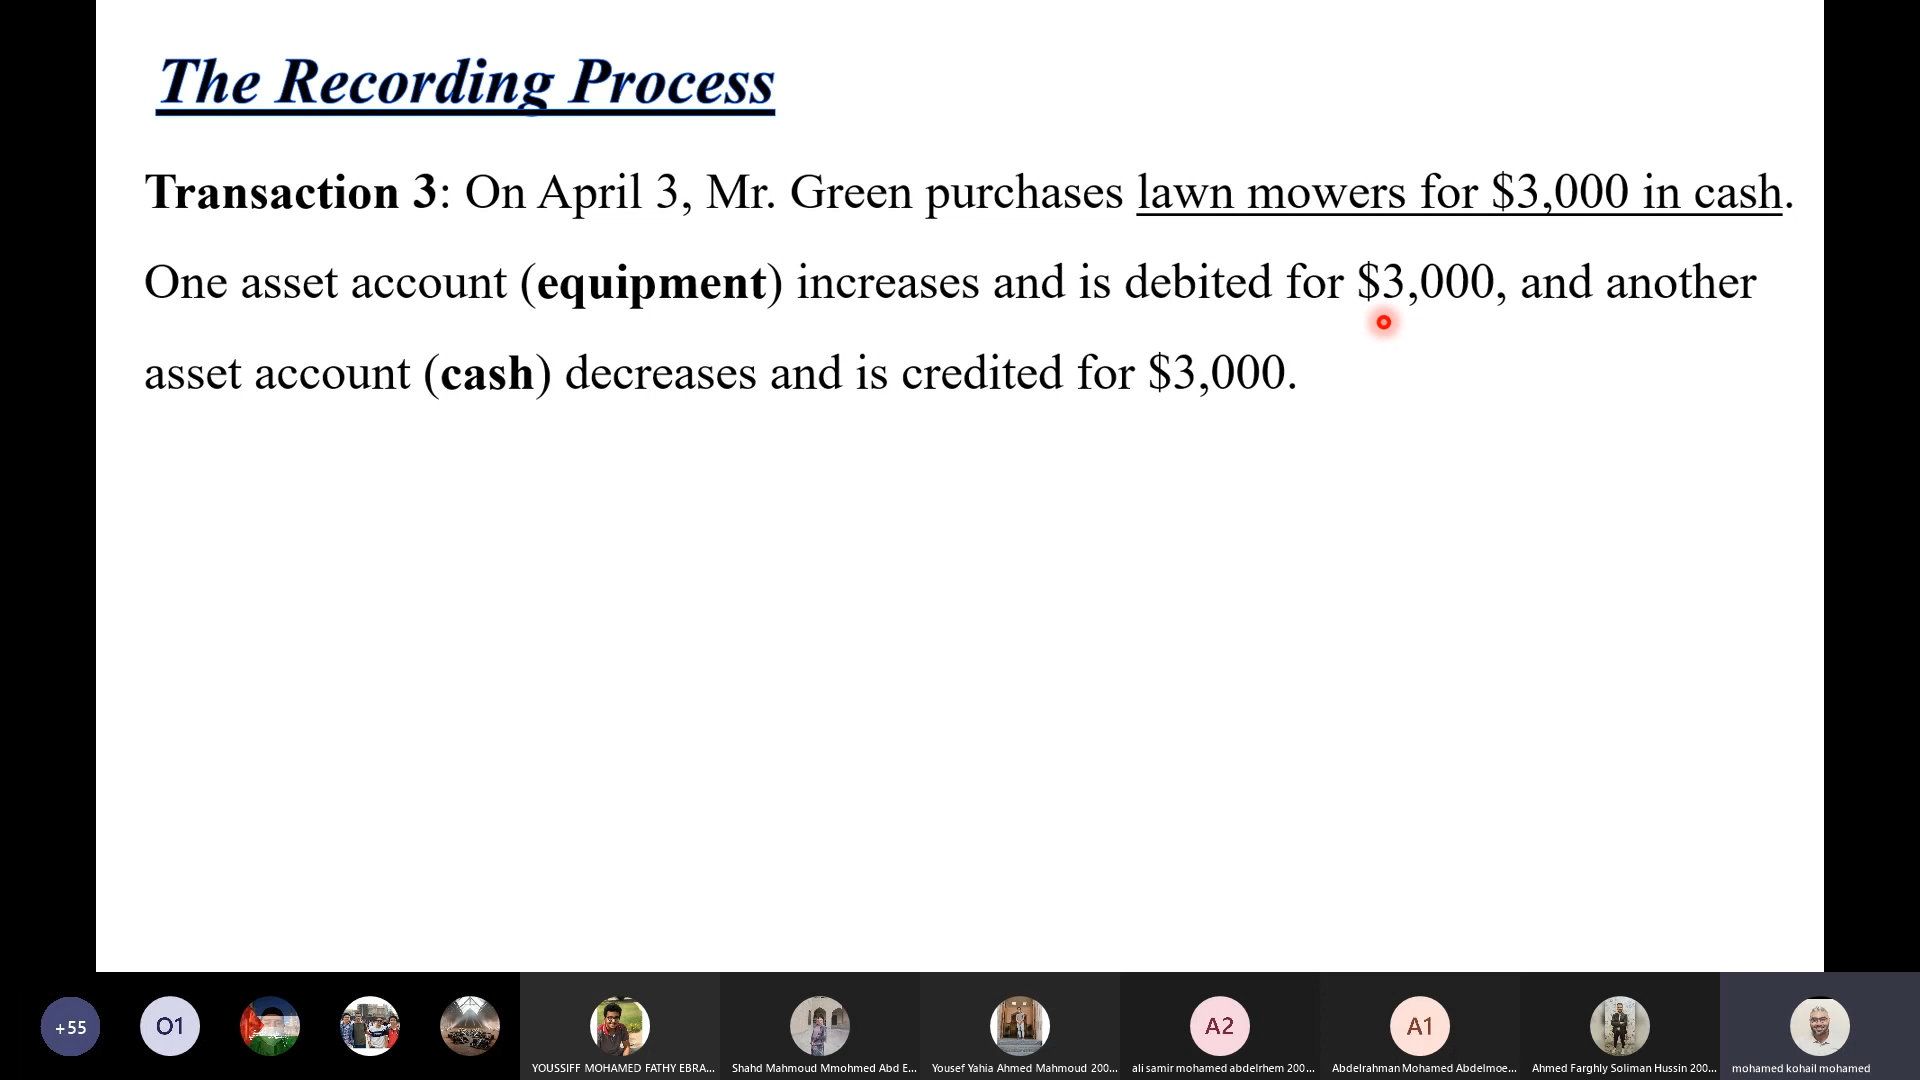 The Recording Process
Transaction 3: On April 3, Mr. Green purchases lawn mowers for $3,000 in cash.
One asset account (equipment) increases and is debited for $3,000, and another
asset account (cash) decreases and is credited for $3,000.
+55
O1
A2
A1
YOUSSIFF MOHAMED FATHY EBRA...
Shahd Mahmoud Mmohmed Abd E...
Yousef Yahia Ahmed Mahmoud 200...
ali samir mohamed abdelrhem 200...
Abdelrahman Mohamed Abdelmoe...
Ahmed Farghly Soliman Hussin 200...
mohamed kohail mohamed